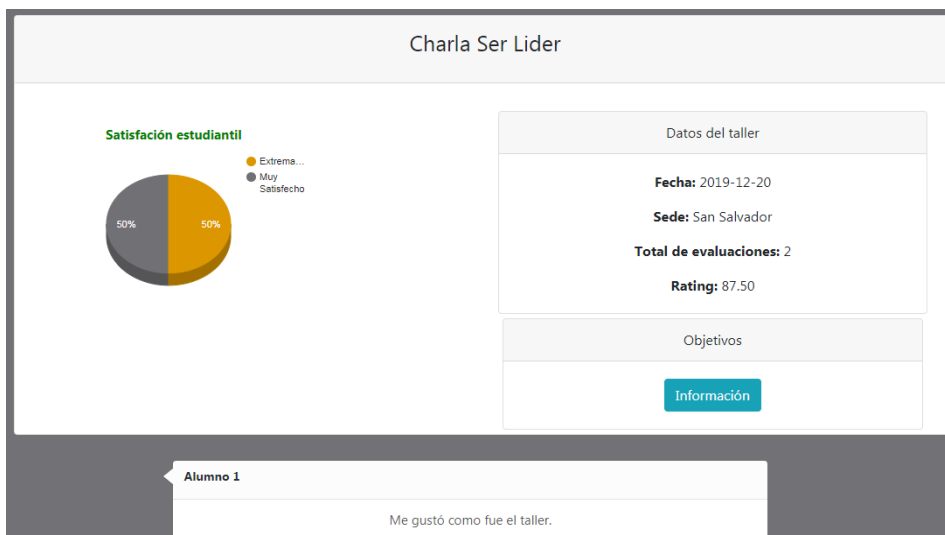 Charla Ser Lider
Satisfación estudiantil
Extrema...
Muy
Satisfecho
50%
50%
Datos del taller
Fecha: 2019-12-20
Sede: San Salvador
Total de evaluaciones: 2
Rating: 87.50
Objetivos
Información
Alumno 1
Me gustó como fue el taller.